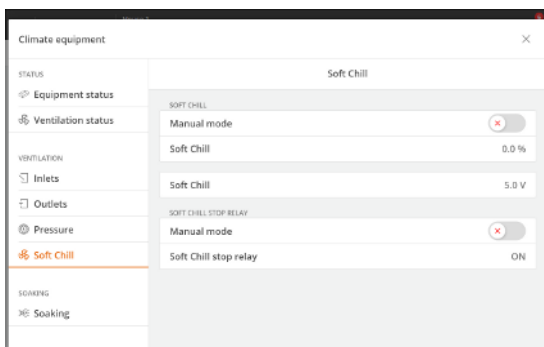 Climate equipment
STATUS
Equipment status
Ventilation status
VENTILATION
Inlets
Outlets
Pressure
Soft Chill
SOAKING
Soaking
Soft Chill
SOFT CHILL
Manual mode
Soft Chill 0.0 %
Soft Chill 5.0 V
SOFT CHILL STOP RELAY
Manual mode
Soft Chill stop relay ON